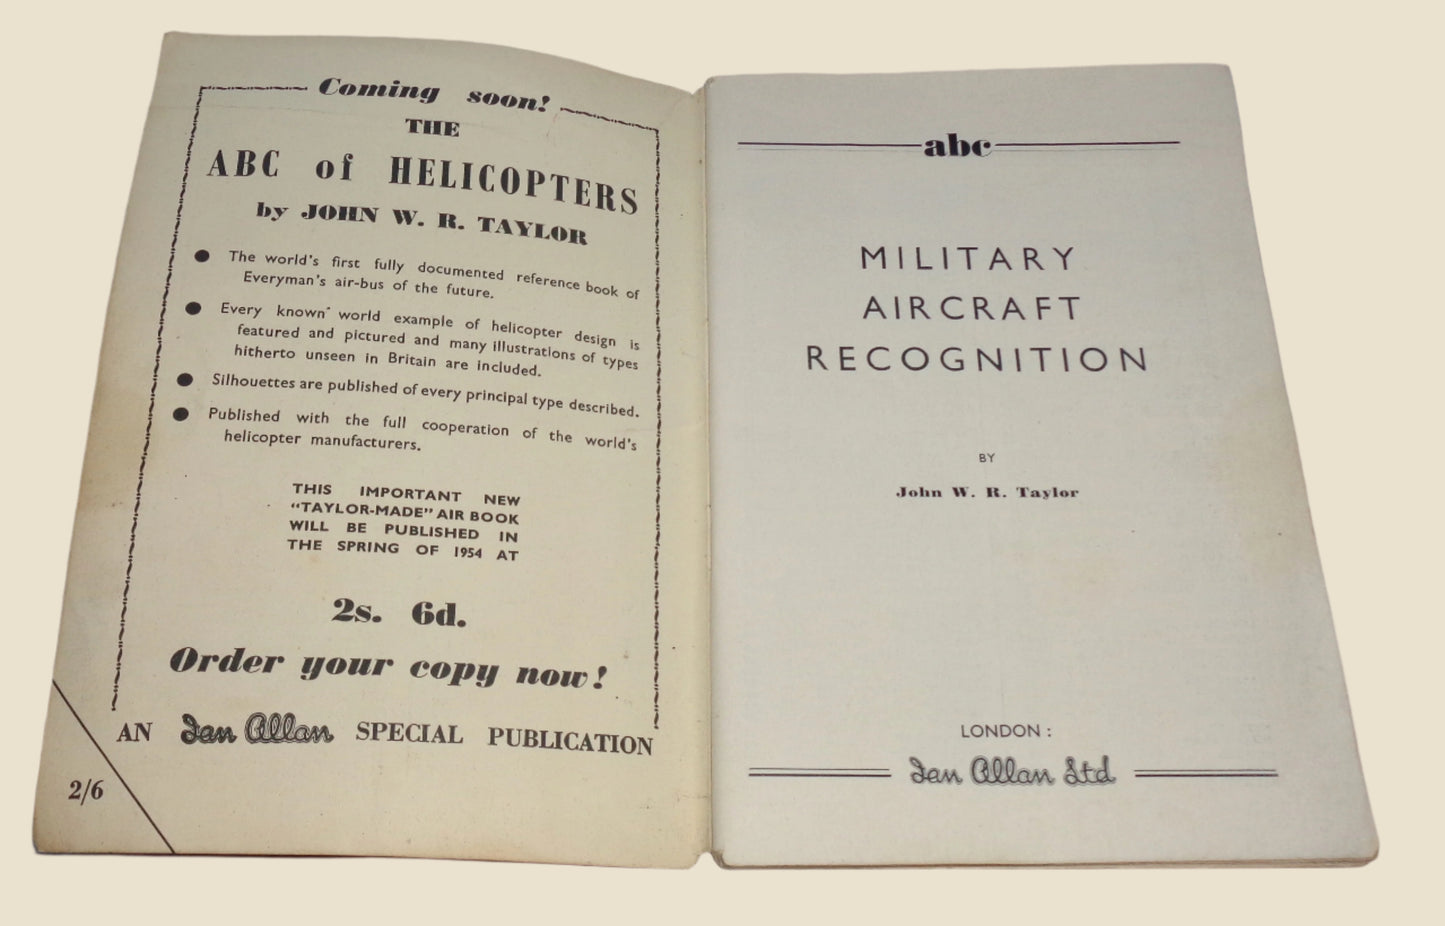 Coming soon!
THE
ABC of HELICOPTERS
by JOHN W. R. TAYLOR
● The world's first fully documented reference book of
Everyman's air-bus of the future.
● Every known world example of helicopter design is
featured and pictured and many illustrations of types
hitherto unseen in Britain are included.
● Silhouettes are published of every principal type described.
● Published with the full cooperation of the world's
helicopter manufacturers.
THIS IMPORTANT NEW
"TAYLOR-MADE" AIR BOOK
WILL BE PUBLISHED IN
THE SPRING OF 1954 AT
2s. 6d.
Order your copy now!
AN Ian Allan SPECIAL PUBLICATION
2/6
abc
MILITARY
AIRCRAFT
RECOGNITION
BY
John W. R. Taylor
LONDON :
Ian Allan Ltd